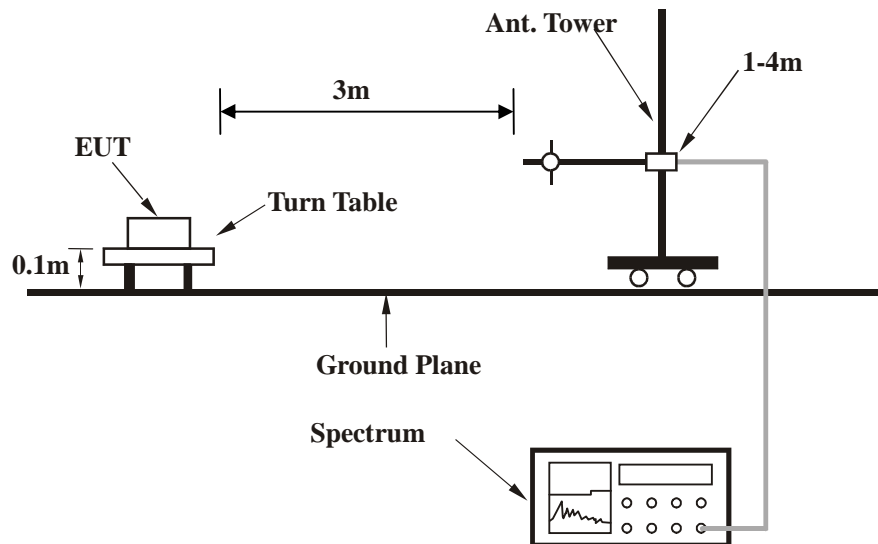 Ant. Tower
1-4m
3m
EUT
Turn Table
0.1m
Ground Plane
Spectrum